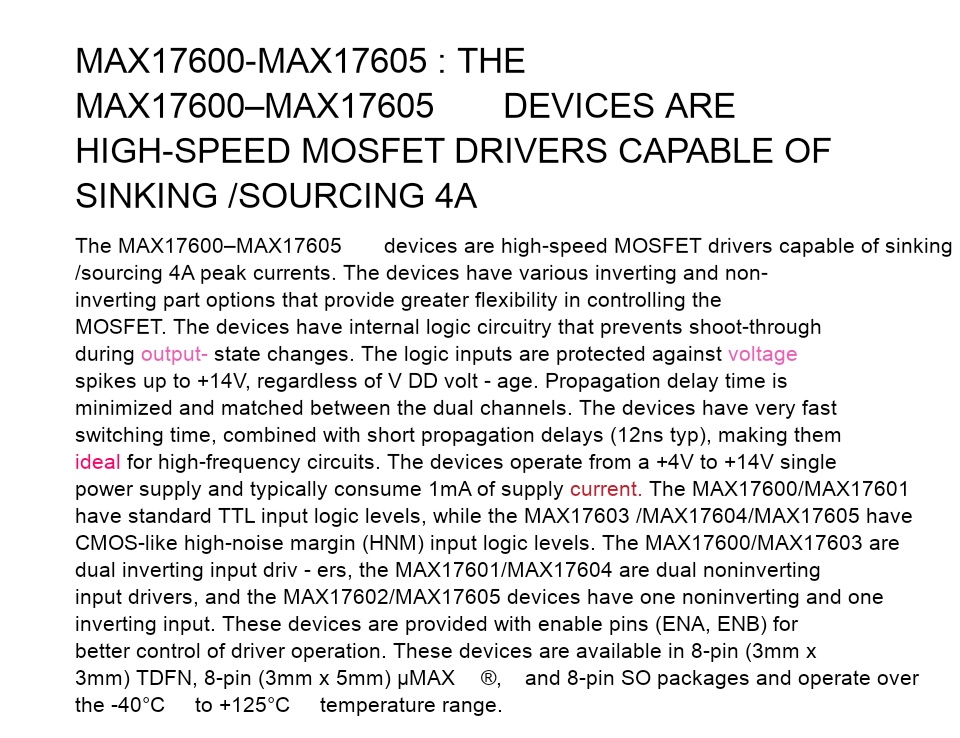 MAX17600-MAX17605 : THE
MAX17600–MAX17605 DEVICES ARE
HIGH-SPEED MOSFET DRIVERS CAPABLE OF
SINKING /SOURCING 4A
The MAX17600–MAX17605 devices are high-speed MOSFET drivers capable of sinking
/sourcing 4A peak currents. The devices have various inverting and non-
inverting part options that provide greater flexibility in controlling the
MOSFET. The devices have internal logic circuitry that prevents shoot-through
during output- state changes. The logic inputs are protected against voltage
spikes up to +14V, regardless of V DD volt - age. Propagation delay time is
minimized and matched between the dual channels. The devices have very fast
switching time, combined with short propagation delays (12ns typ), making them
ideal for high-frequency circuits. The devices operate from a +4V to +14V single
power supply and typically consume 1mA of supply current. The MAX17600/MAX17601
have standard TTL input logic levels, while the MAX17603 /MAX17604/MAX17605 have
CMOS-like high-noise margin (HNM) input logic levels. The MAX17600/MAX17603 are
dual inverting input driv - ers, the MAX17601/MAX17604 are dual noninverting
input drivers, and the MAX17602/MAX17605 devices have one noninverting and one
inverting input. These devices are provided with enable pins (ENA, ENB) for
better control of driver operation. These devices are available in 8-pin (3mm x
3mm) TDFN, 8-pin (3mm x 5mm) µMAX ®, and 8-pin SO packages and operate over
the -40°C to +125°C temperature range.